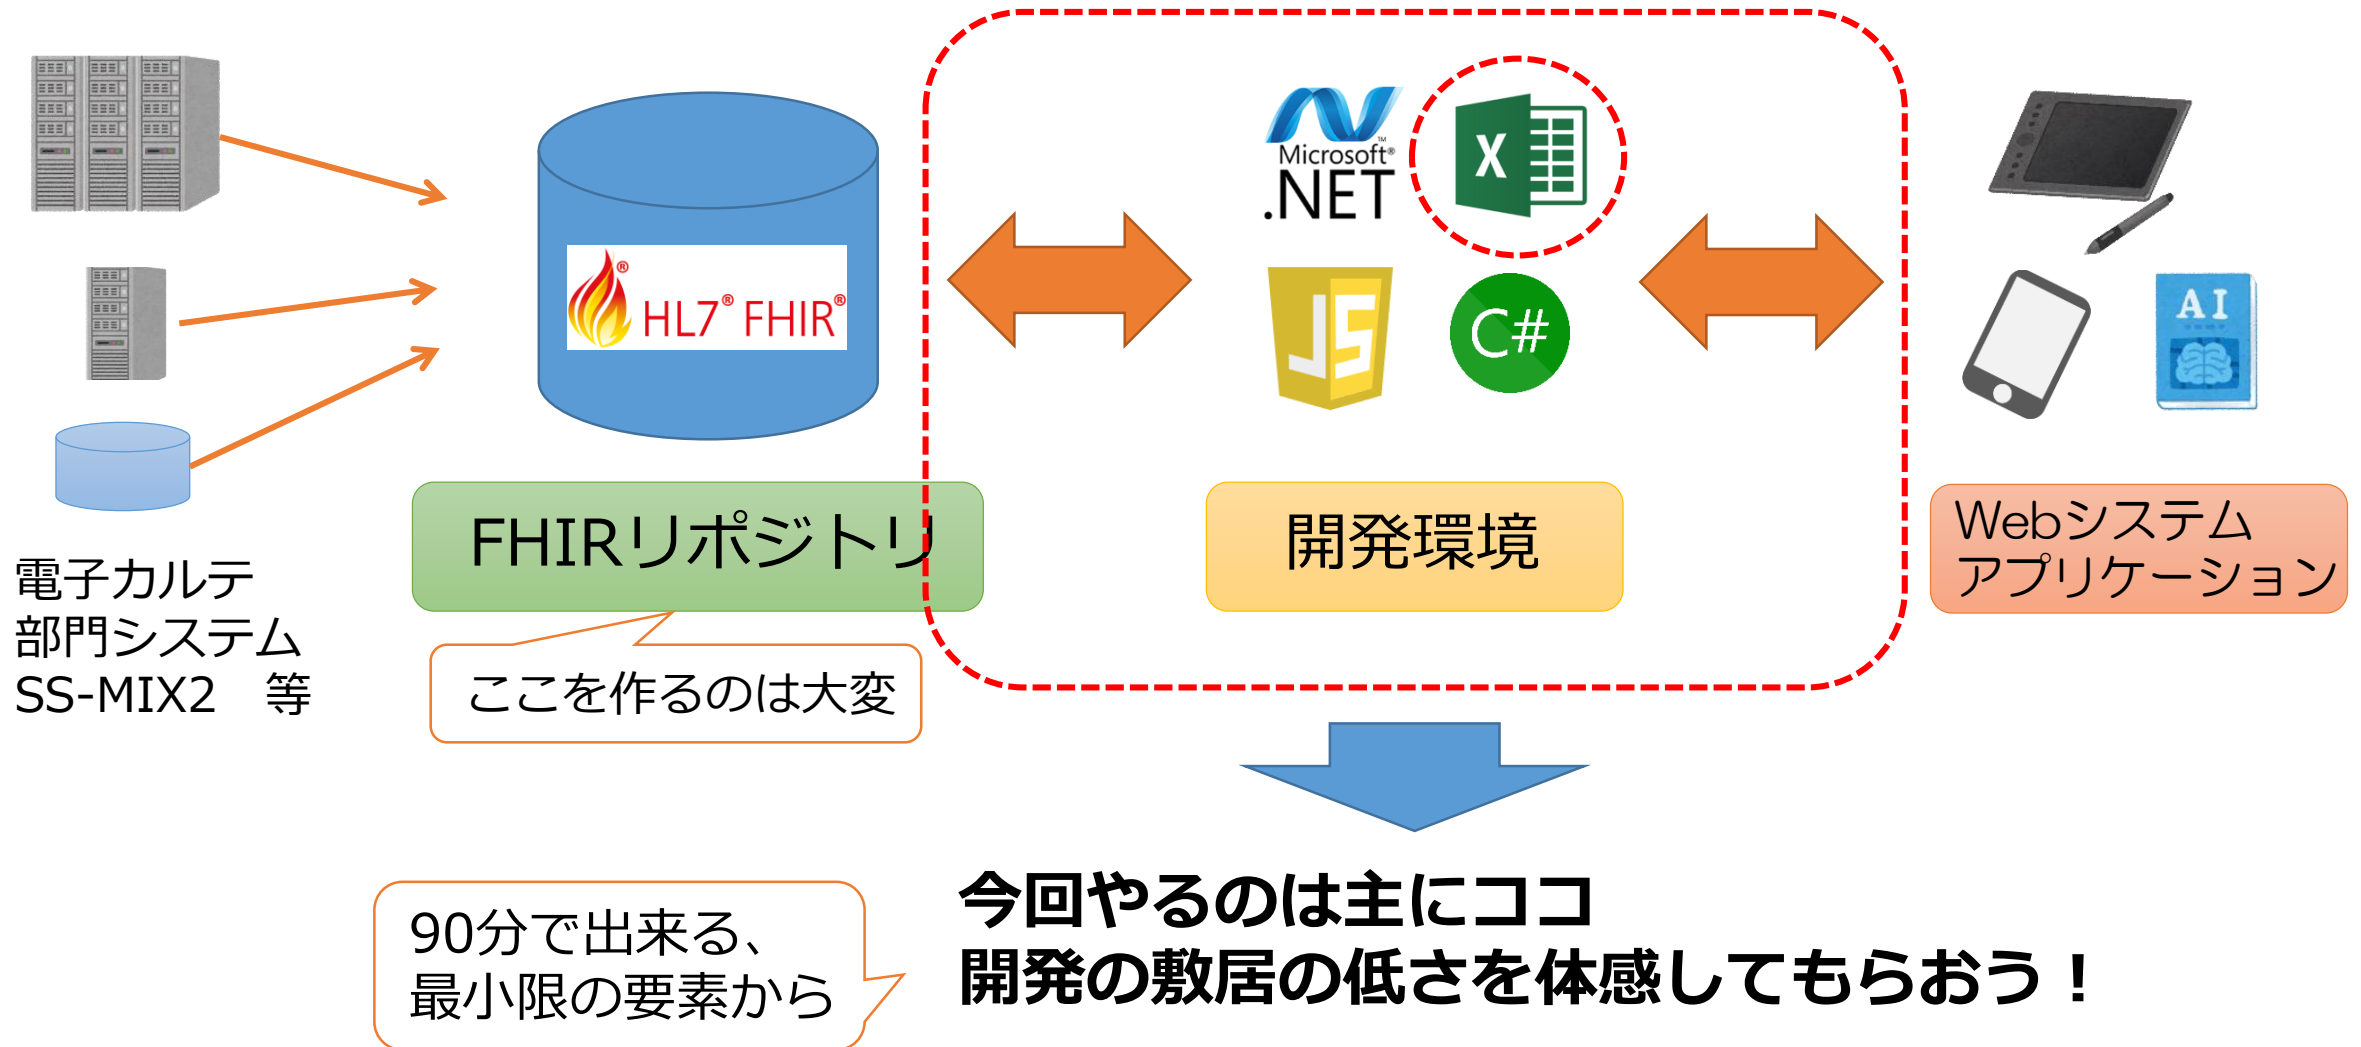 Microsoft®
.NET
X
HL7® FHIR®
JS
C#
AI
FHIRリポジトリ
開発環境
Webシステム
アプリケーション
電子カルテ
部門システム
SS-MIX2　等
ここを作るのは大変
90分で出来る、
最小限の要素から
今回やるのは主にココ
開発の敷居の低さを体感してもらおう！